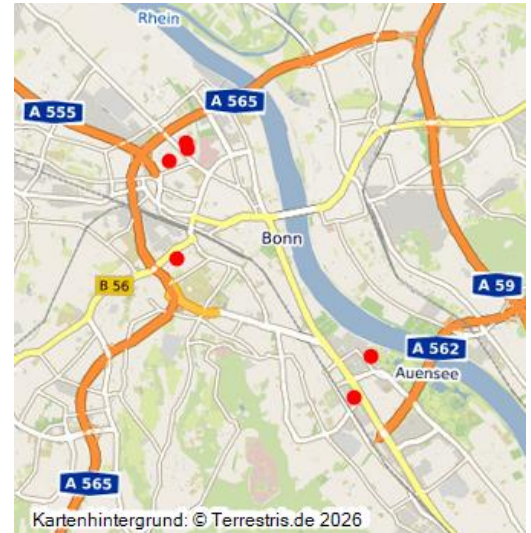 Rhein
A 565
A 555
Bonn
B 56
A 59
A 562
Auensee
A 565
Kartenhintergrund: © Terrestris.de 2026